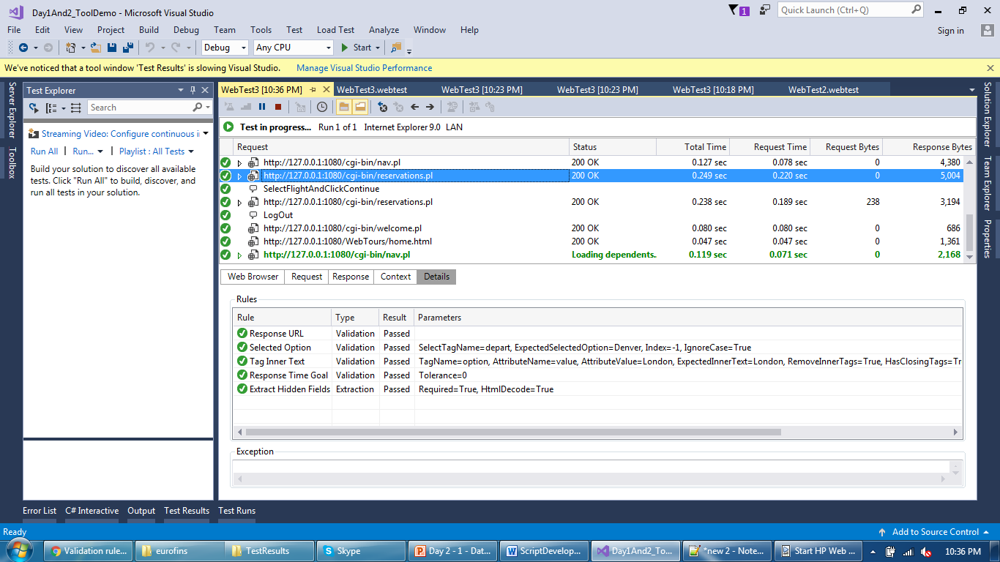 Day1And2_ToolDemo - Microsoft Visual Studio
1
Quick Launch (Ctrl+Q)
File Edit View Project Build Debug Team Tools Test Load Test Analyze Window Help
Sign in
Debug Any CPU Start
We've noticed that a tool window 'Test Results' is slowing Visual Studio. Manage Visual Studio Performance
Server Explorer
Toolbox
Test Explorer
Search
Streaming Video: Configure continuous i
Run All | Run... | Playlist : All Tests
Build your solution to discover all available
tests. Click "Run All" to build, discover, and
run all tests in your solution.
WebTest3 [10:36 PM] WebTest3.webtest WebTest3 [10:23 PM] WebTest3 [10:23 PM] WebTest3 [10:18 PM] WebTest2.webtest
Test in progress... Run 1 of 1 Internet Explorer 9.0 LAN
Request Status Total Time Request Time Request Bytes Response Bytes
http://127.0.0.1:1080/cgi-bin/nav.pl 200 OK 0.127 sec 0.078 sec 0 4,380
http://127.0.0.1:1080/cgi-bin/reservations.pl 200 OK 0.249 sec 0.220 sec 0 5,004
SelectFlightAndClickContinue
http://127.0.0.1:1080/cgi-bin/reservations.pl 200 OK 0.238 sec 0.189 sec 238 3,194
LogOut
http://127.0.0.1:1080/cgi-bin/welcome.pl 200 OK 0.080 sec 0.080 sec 0 686
http://127.0.0.1:1080/WebTours/home.html 200 OK 0.047 sec 0.047 sec 0 1,361
http://127.0.0.1:1080/cgi-bin/nav.pl Loading dependents. 0.119 sec 0.071 sec 0 2,168
Web Browser Request Response Context Details
Rules
Rule Type Result Parameters
Response URL Validation Passed
Selected Option Validation Passed SelectTagName=depart, ExpectedSelectedOption=Denver, Index=-1, IgnoreCase=True
Tag Inner Text Validation Passed TagName=option, AttributeName=value, AttributeValue=London, ExpectedInnerText=London, RemoveInnerTags=True, HasClosingTags=Tr
Response Time Goal Validation Passed Tolerance=0
Extract Hidden Fields Extraction Passed Required=True, HtmlDecode=True
Exception
Solution Explorer
Team Explorer
Properties
Error List C# Interactive Output Test Results Test Runs
Ready
Add to Source Control
Validation rule... eurofins TestResults Skype Day 2 - 1 - Dat... ScriptDevelop... Day1And2_To... *new 2 - Note... Start HP Web ... 10:36 PM